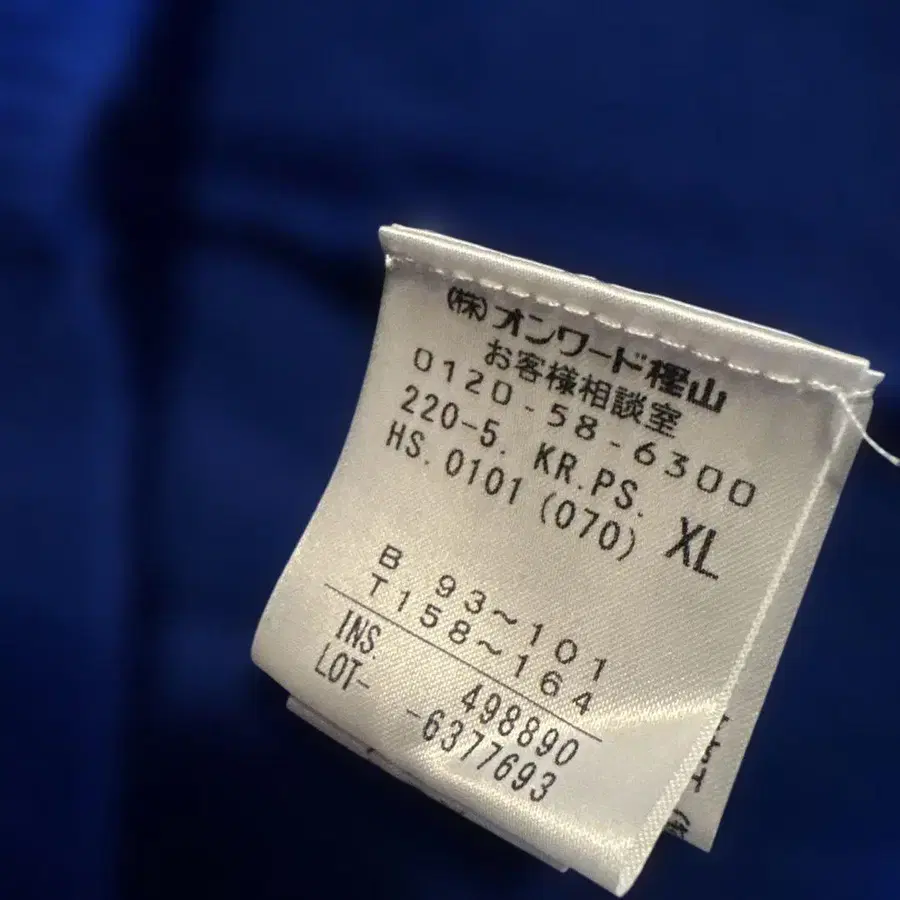 (株)オンワード樫山
お客様相談室
0120-58-6300
220-5. KR.PS.
HS.0101(070) XL
B 93~101
T158~164
INS. 498890
LOT- -6377693